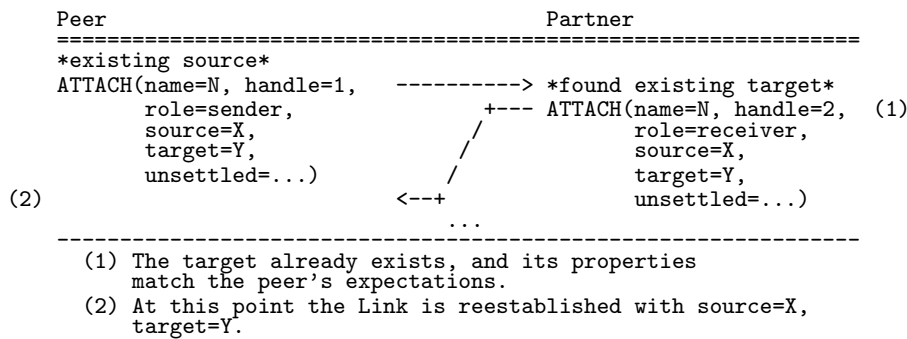 Peer                                        Partner
================================================================
*existing source*
ATTACH(name=N, handle=1,   ----------> *found existing target*
       role=sender,               +--- ATTACH(name=N, handle=2,  (1)
       source=X,                 /            role=receiver,
       target=Y,                /             source=X,
       unsettled=...)          /              target=Y,
(2)                        <--+               unsettled=...)
                               ...
----------------------------------------------------------------
(1) The target already exists, and its properties
match the peer's expectations.
(2) At this point the Link is reestablished with source=X,
target=Y.